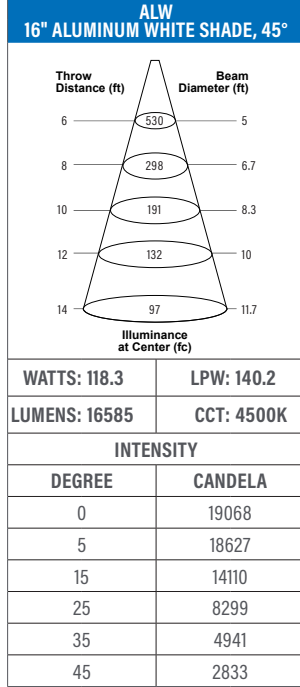 ALW
16" ALUMINUM WHITE SHADE, 45°
Throw Beam
Distance (ft) Diameter (ft)
6 530 5
8 298 6.7
10 191 8.3
12 132 10
14 97 11.7
Illuminance
at Center (fc)
WATTS: 118.3 LPW: 140.2
LUMENS: 16585 CCT: 4500K
INTENSITY
DEGREE CANDELA
0 19068
5 18627
15 14110
25 8299
35 4941
45 2833